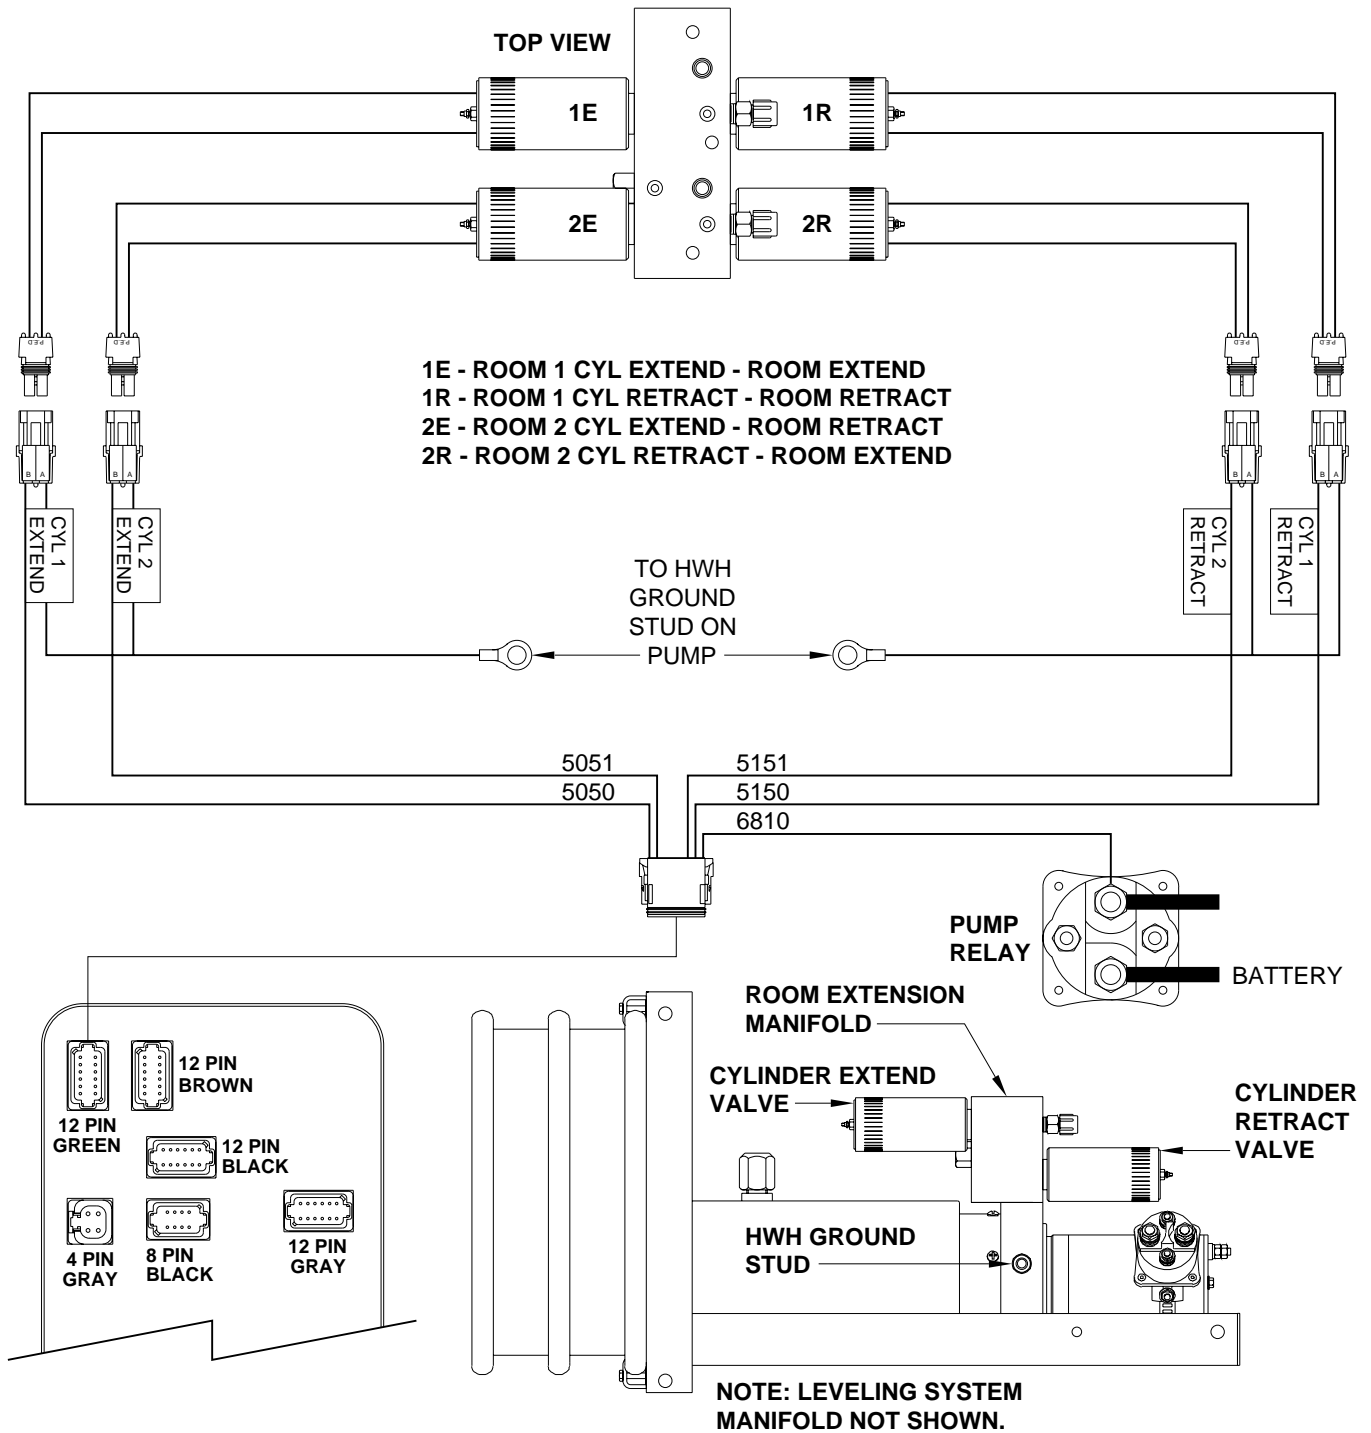 TOP VIEW
1E
1R
2E
2R
P.E.D
P.E.D
P.E.D
P.E.D
1E - ROOM 1 CYL EXTEND - ROOM EXTEND
1R - ROOM 1 CYL RETRACT - ROOM RETRACT
2E - ROOM 2 CYL EXTEND - ROOM RETRACT
2R - ROOM 2 CYL RETRACT - ROOM EXTEND
B A
B A
B A
B A
CYL 1
EXTEND
CYL 2
EXTEND
CYL 2
RETRACT
CYL 1
RETRACT
TO HWH
GROUND
STUD ON
PUMP
5051
5050
5151
5150
6810
PUMP
RELAY
BATTERY
12 PIN
GREEN
12 PIN
BROWN
12 PIN
BLACK
4 PIN
GRAY
8 PIN
BLACK
12 PIN
GRAY
ROOM EXTENSION
MANIFOLD
CYLINDER EXTEND
VALVE
CYLINDER
RETRACT
VALVE
HWH GROUND
STUD
NOTE: LEVELING SYSTEM
MANIFOLD NOT SHOWN.